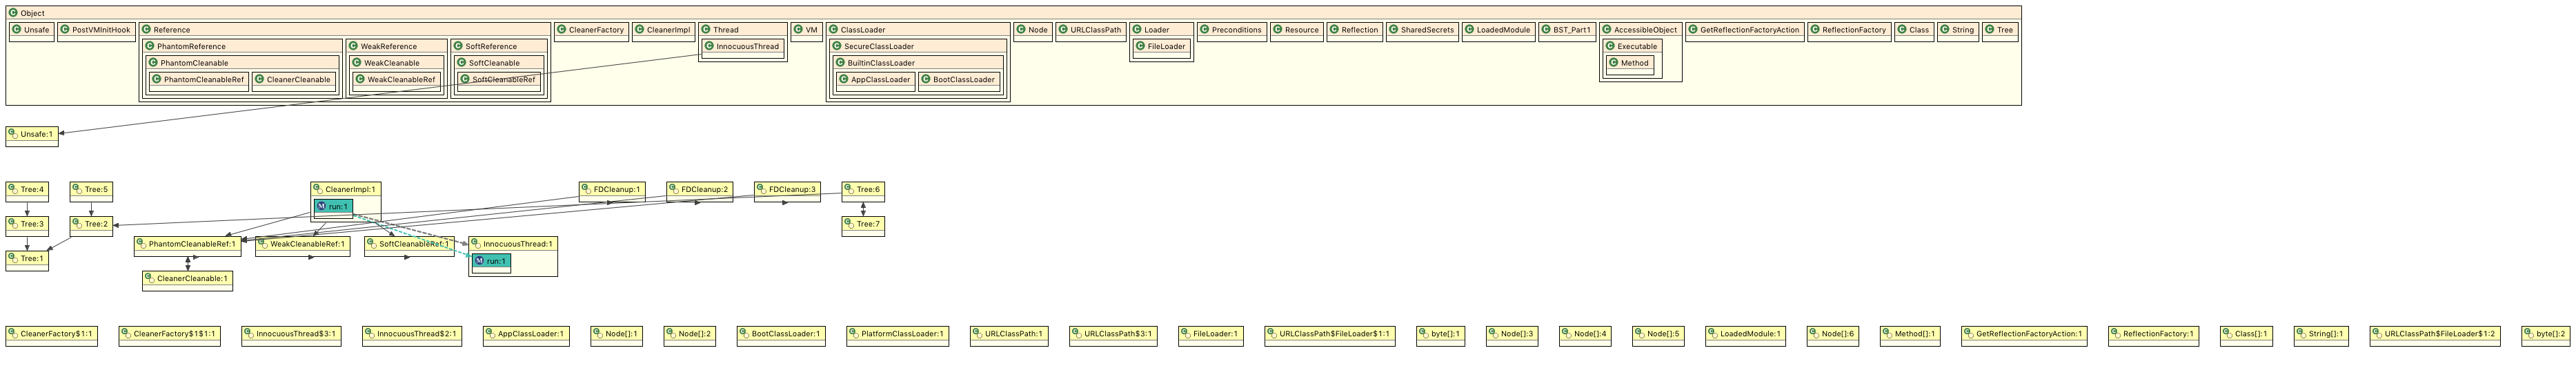 Object
Unsafe PostVMInitHook Reference CleanerFactory CleanerImpl Thread VM ClassLoader Node URLClassPath Loader Preconditions Resource Reflection SharedSecrets LoadedModule BST_Part1 AccessibleObject GetReflectionFactoryAction ReflectionFactory Class String Tree
PhantomReference WeakReference SoftReference InnocuousThread SecureClassLoader FileLoader Executable
PhantomCleanable WeakCleanable SoftCleanable BuiltinClassLoader Method
PhantomCleanableRef CleanerCleanable WeakCleanableRef SoftCleanableRef AppClassLoader BootClassLoader
Unsafe:1
Tree:4 Tree:5 CleanerImpl:1 FDCleanup:1 FDCleanup:2 FDCleanup:3 Tree:6
run:1
Tree:3 Tree:2 Tree:7
PhantomCleanableRef:1 WeakCleanableRef:1 SoftCleanableRef:1 InnocuousThread:1
Tree:1 run:1
CleanerCleanable:1
CleanerFactory$1:1 CleanerFactory$1$1:1 InnocuousThread$3:1 InnocuousThread$2:1 AppClassLoader:1 Node[]:1 Node[]:2 BootClassLoader:1 PlatformClassLoader:1 URLClassPath:1 URLClassPath$3:1 FileLoader:1 URLClassPath$FileLoader$1:1 byte[]:1 Node[]:3 Node[]:4 Node[]:5 LoadedModule:1 Node[]:6 Method[]:1 GetReflectionFactoryAction:1 ReflectionFactory:1 Class[]:1 String[]:1 URLClassPath$FileLoader$1:2 byte[]:2